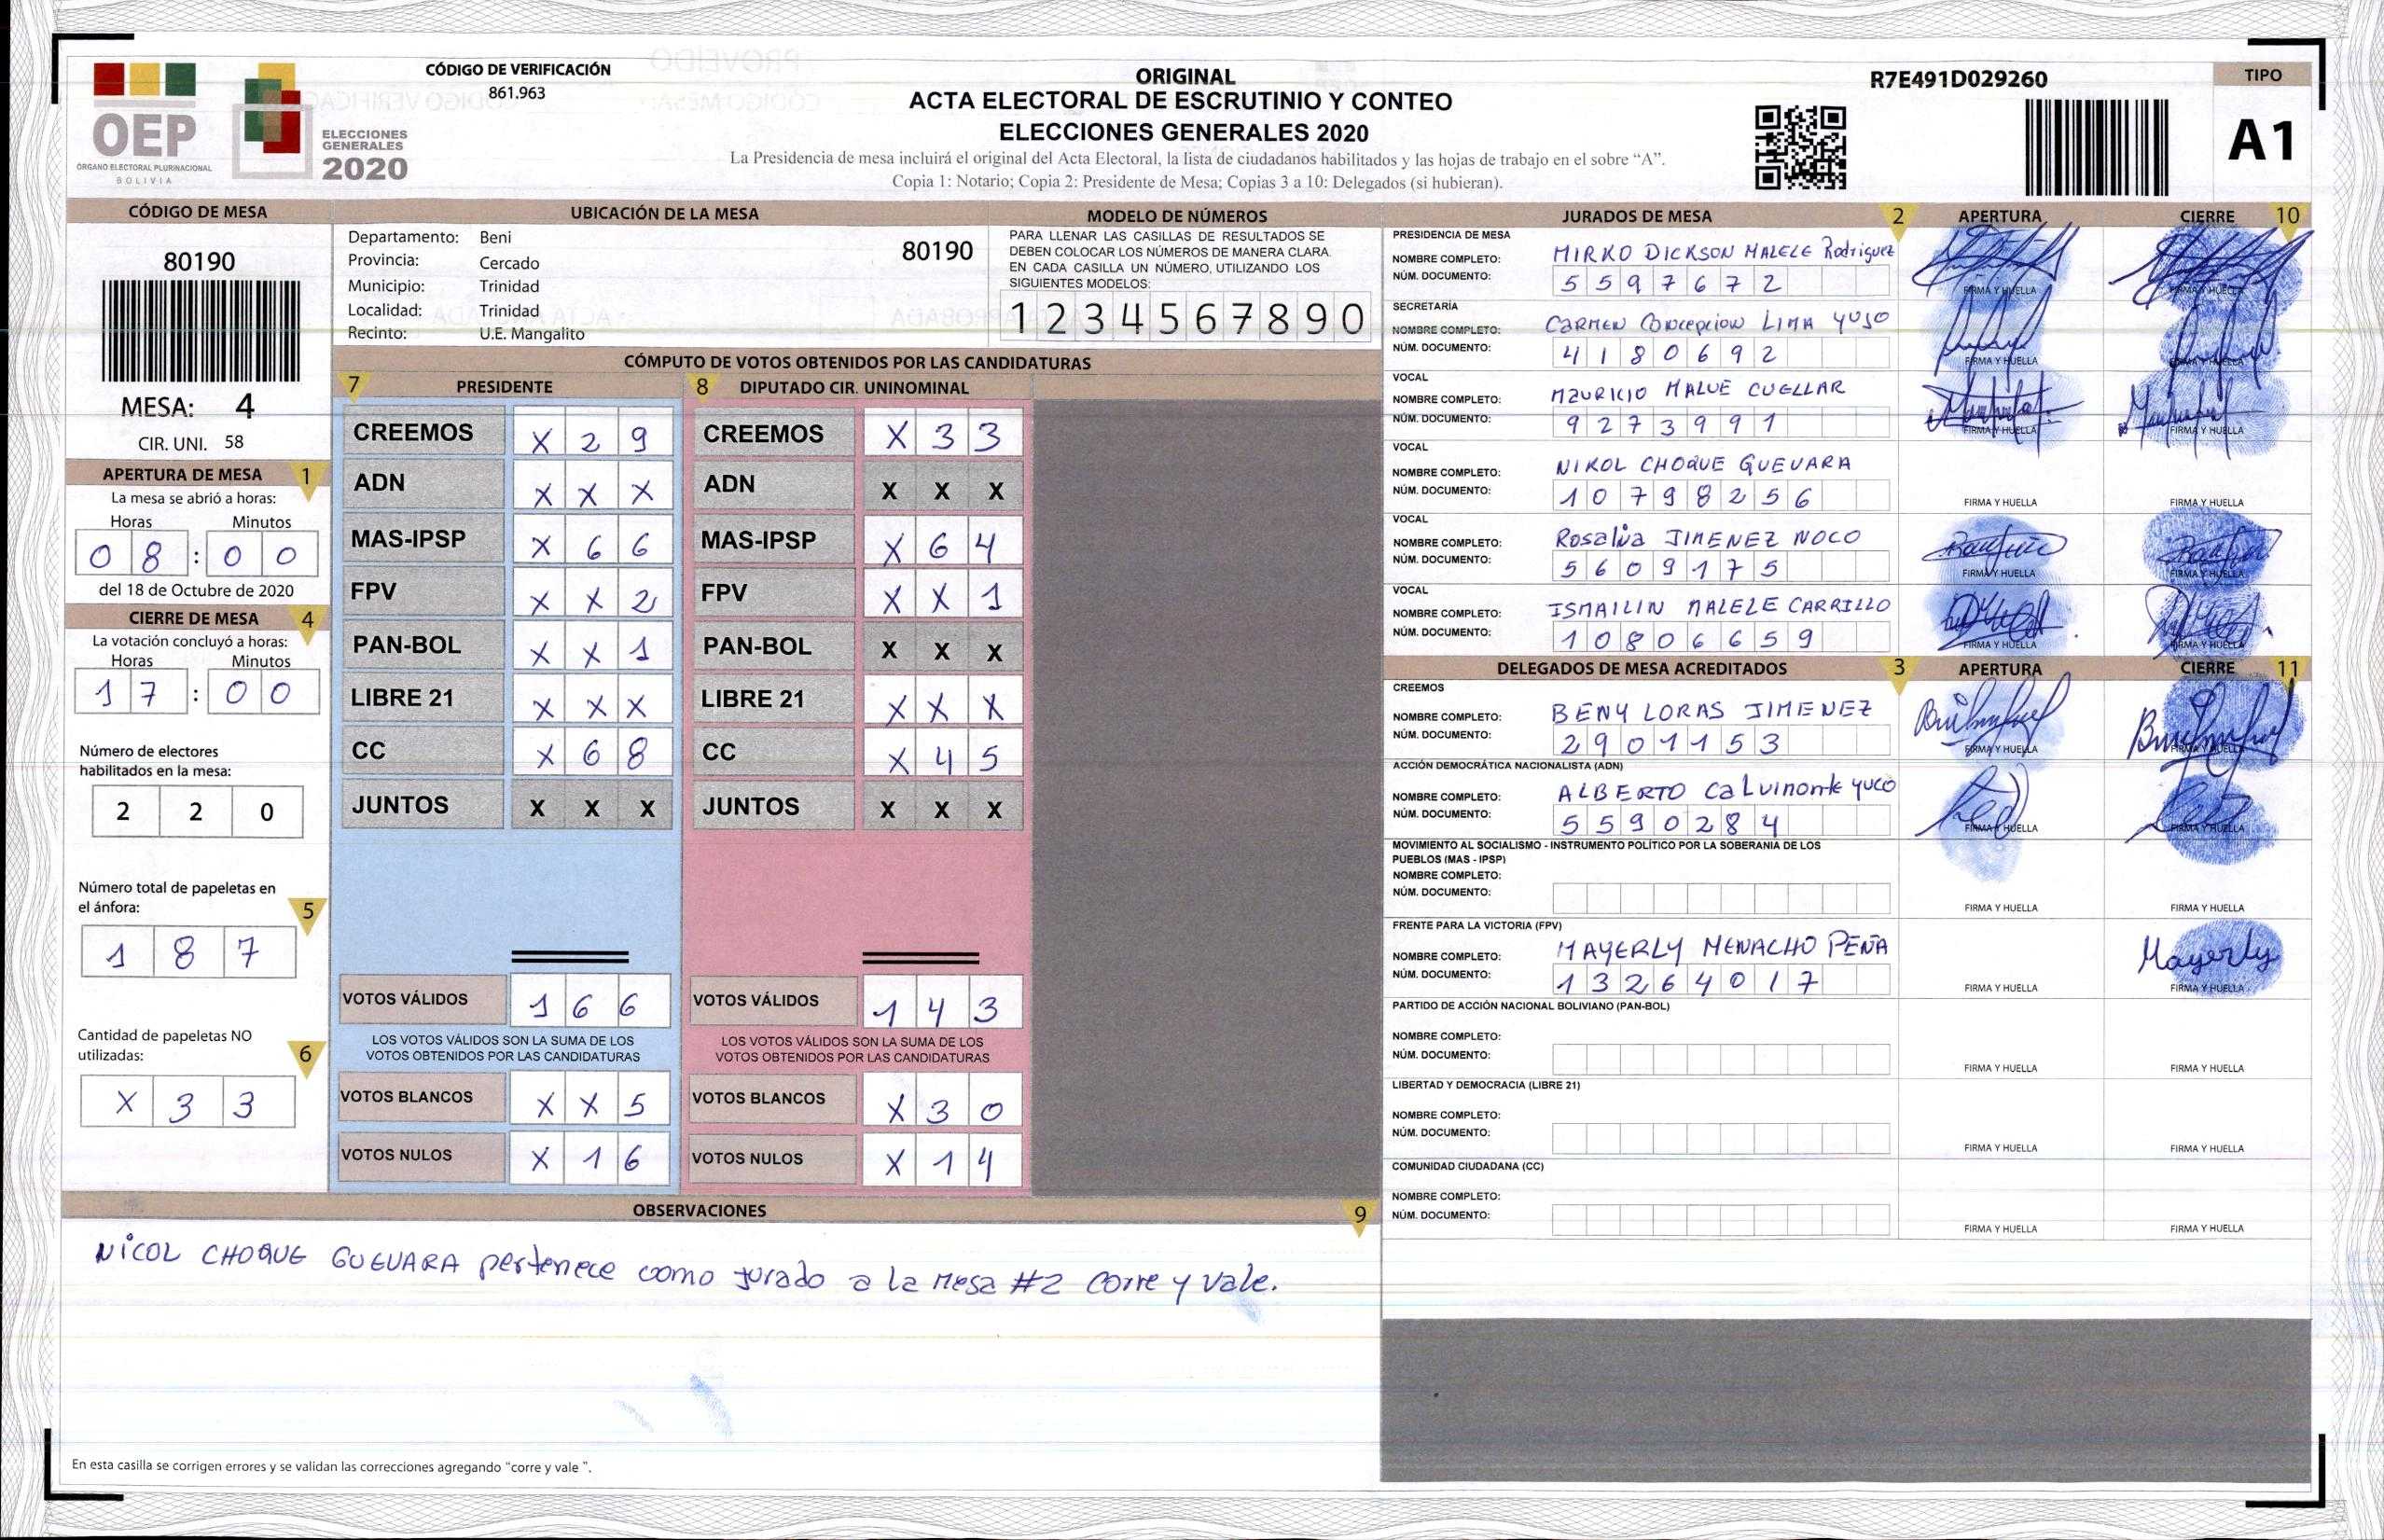 CÓDIGO DE VERIFICACIÓN
861.963
OEP
ÓRGANO ELECTORAL PLURINACIONAL
BOLIVIA
ELECCIONES
GENERALES
2020
ORIGINAL
ACTA ELECTORAL DE ESCRUTINIO Y CONTEO
ELECCIONES GENERALES 2020
La Presidencia de mesa incluirá el original del Acta Electoral, la lista de ciudadanos habilitados y las hojas de trabajo en el sobre “A”.
Copia 1: Notario; Copia 2: Presidente de Mesa; Copias 3 a 10: Delegados (si hubieran).
R7E491D029260
TIPO
A1
CÓDIGO DE MESA
80190
MESA: 4
CIR. UNI. 58
APERTURA DE MESA 1
La mesa se abrió a horas:
Horas Minutos
0 8 : 0 0
del 18 de Octubre de 2020
CIERRE DE MESA 4
La votación concluyó a horas:
Horas Minutos
1 7 : 0 0
Número de electores
habilitados en la mesa:
2 2 0
Número total de papeletas en
el ánfora: 5
1 8 7
Cantidad de papeletas NO
utilizadas: 6
X 3 3
UBICACIÓN DE LA MESA
Departamento: Beni 80190
Provincia: Cercado
Municipio: Trinidad
Localidad: Trinidad
Recinto: U.E. Mangalito
MODELO DE NÚMEROS
PARA LLENAR LAS CASILLAS DE RESULTADOS SE
DEBEN COLOCAR LOS NÚMEROS DE MANERA CLARA.
EN CADA CASILLA UN NÚMERO, UTILIZANDO LOS
SIGUIENTES MODELOS:
1 2 3 4 5 6 7 8 9 0
CÓMPUTO DE VOTOS OBTENIDOS POR LAS CANDIDATURAS
7 PRESIDENTE
CREEMOS X 2 9
ADN X X X
MAS-IPSP X 6 6
FPV X X 2
PAN-BOL X X 1
LIBRE 21 X X X
CC X 6 8
JUNTOS X X X
VOTOS VÁLIDOS 1 6 6
LOS VOTOS VÁLIDOS SON LA SUMA DE LOS
VOTOS OBTENIDOS POR LAS CANDIDATURAS
VOTOS BLANCOS X X 5
VOTOS NULOS X 1 6
8 DIPUTADO CIR. UNINOMINAL
CREEMOS X 3 3
ADN X X X
MAS-IPSP X 6 4
FPV X X 1
PAN-BOL X X X
LIBRE 21 X X X
CC X 4 5
JUNTOS X X X
VOTOS VÁLIDOS 1 4 3
LOS VOTOS VÁLIDOS SON LA SUMA DE LOS
VOTOS OBTENIDOS POR LAS CANDIDATURAS
VOTOS BLANCOS X 3 0
VOTOS NULOS X 1 4
OBSERVACIONES 9
NICOL CHOQUE GUEVARA pertenece como Jurado a la Mesa #2 Corre y Vale.
En esta casilla se corrigen errores y se validan las correcciones agregando “corre y vale ”.
JURADOS DE MESA 2 APERTURA CIERRE 10
PRESIDENCIA DE MESA
NOMBRE COMPLETO: MIRKO DICKSON MALELE Rodriguez
NÚM. DOCUMENTO: 5 5 9 7 6 7 2
FIRMA Y HUELLA FIRMA Y HUELLA
SECRETARÍA
NOMBRE COMPLETO: CARMEN Concepcion LIMA YUJO
NÚM. DOCUMENTO: 4 1 8 0 6 9 2
FIRMA Y HUELLA FIRMA Y HUELLA
VOCAL
NOMBRE COMPLETO: MAURICIO MALUE CUELLAR
NÚM. DOCUMENTO: 9 2 7 3 9 9 1
FIRMA Y HUELLA FIRMA Y HUELLA
VOCAL
NOMBRE COMPLETO: NIKOL CHOQUE GUEVARA
NÚM. DOCUMENTO: 1 0 7 9 8 2 5 6
FIRMA Y HUELLA FIRMA Y HUELLA
VOCAL
NOMBRE COMPLETO: Rosalia JIMENEZ NOCO
NÚM. DOCUMENTO: 5 6 0 9 1 7 5
FIRMA Y HUELLA FIRMA Y HUELLA
VOCAL
NOMBRE COMPLETO: ISMAILIN MALELE CARRILLO
NÚM. DOCUMENTO: 1 0 8 0 6 6 5 9
FIRMA Y HUELLA FIRMA Y HUELLA
DELEGADOS DE MESA ACREDITADOS 3 APERTURA CIERRE 11
CREEMOS
NOMBRE COMPLETO: BENY LORAS JIMENEZ
NÚM. DOCUMENTO: 2 9 0 1 1 5 3
FIRMA Y HUELLA FIRMA Y HUELLA
ACCIÓN DEMOCRÁTICA NACIONALISTA (ADN)
NOMBRE COMPLETO: ALBERTO Calvimonte YUCO
NÚM. DOCUMENTO: 5 5 9 0 2 8 4
FIRMA Y HUELLA FIRMA Y HUELLA
MOVIMIENTO AL SOCIALISMO - INSTRUMENTO POLÍTICO POR LA SOBERANIA DE LOS
PUEBLOS (MAS - IPSP)
NOMBRE COMPLETO:
NÚM. DOCUMENTO:
FIRMA Y HUELLA FIRMA Y HUELLA
FRENTE PARA LA VICTORIA (FPV)
NOMBRE COMPLETO: MAYERLY MENACHO PEÑA
NÚM. DOCUMENTO: 1 3 2 6 4 0 1 7
Mayerly
FIRMA Y HUELLA FIRMA Y HUELLA
PARTIDO DE ACCIÓN NACIONAL BOLIVIANO (PAN-BOL)
NOMBRE COMPLETO:
NÚM. DOCUMENTO:
FIRMA Y HUELLA FIRMA Y HUELLA
LIBERTAD Y DEMOCRACIA (LIBRE 21)
NOMBRE COMPLETO:
NÚM. DOCUMENTO:
FIRMA Y HUELLA FIRMA Y HUELLA
COMUNIDAD CIUDADANA (CC)
NOMBRE COMPLETO:
NÚM. DOCUMENTO:
FIRMA Y HUELLA FIRMA Y HUELLA